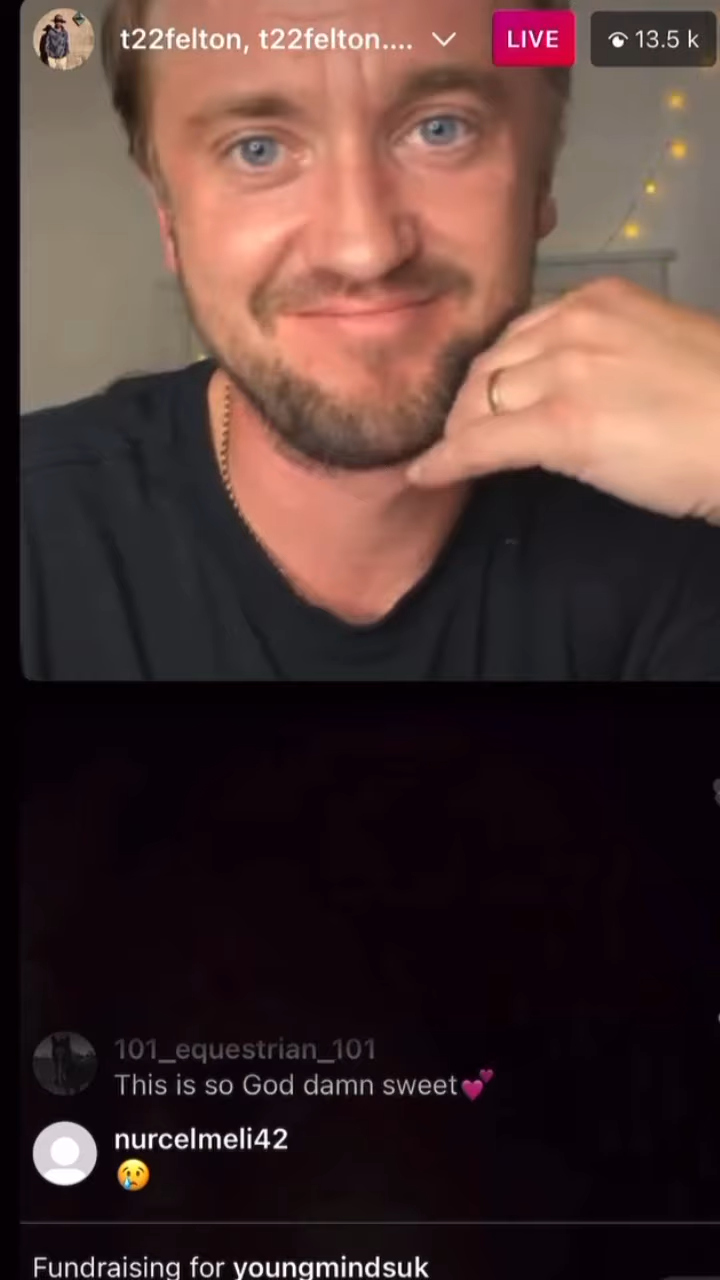 t22felton, t22felton.... LIVE 13.5 k
101_equestrian_101
This is so God damn sweet💕
nurcelmeli42
😢
Fundraising for youngmindsuk